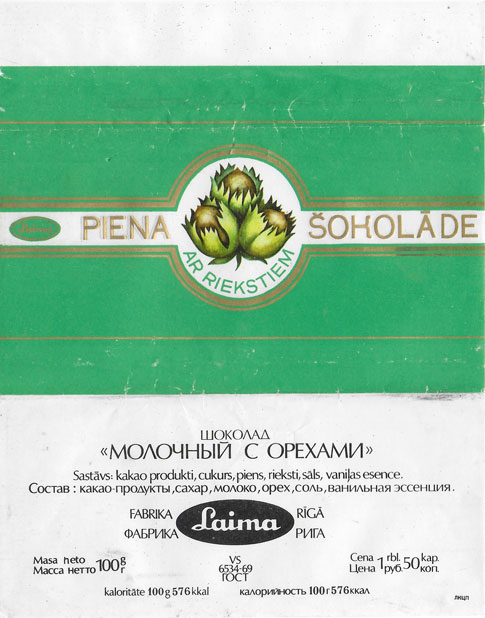 Laima PIENA ŠOKOLĀDE
AR RIEKSTIEM
ШОКОЛАД
«МОЛОЧНЫЙ С ОРЕХАМИ»
Sastāvs: kakao produkti, cukurs, piens, rieksti, sāls, vaniļas esence.
Состав: какао-продукты, сахар, молоко, орех, соль, ванильная эссенция.
FABRIKA Laima RĪGĀ
ФАБРИКА РИГА
Masa neto 100 g VS Cena 1 rbl. 50 kap.
Масса нетто г 6534-69 Цена руб. коп.
ГОСТ
kaloritāte 100 g 576 kkal калорийность 100 г 576 ккал
ЛКЦП